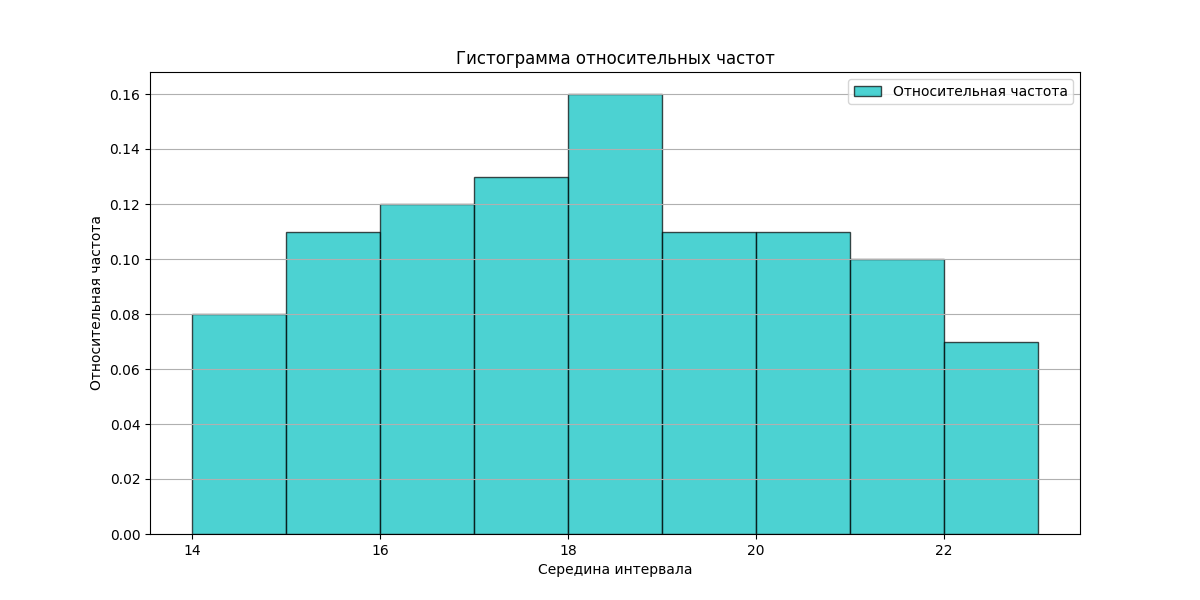 Гистограмма относительных частот
Относительная частота
Относительная частота
0.16
0.14
0.12
0.10
0.08
0.06
0.04
0.02
0.00
14 16 18 20 22
Середина интервала